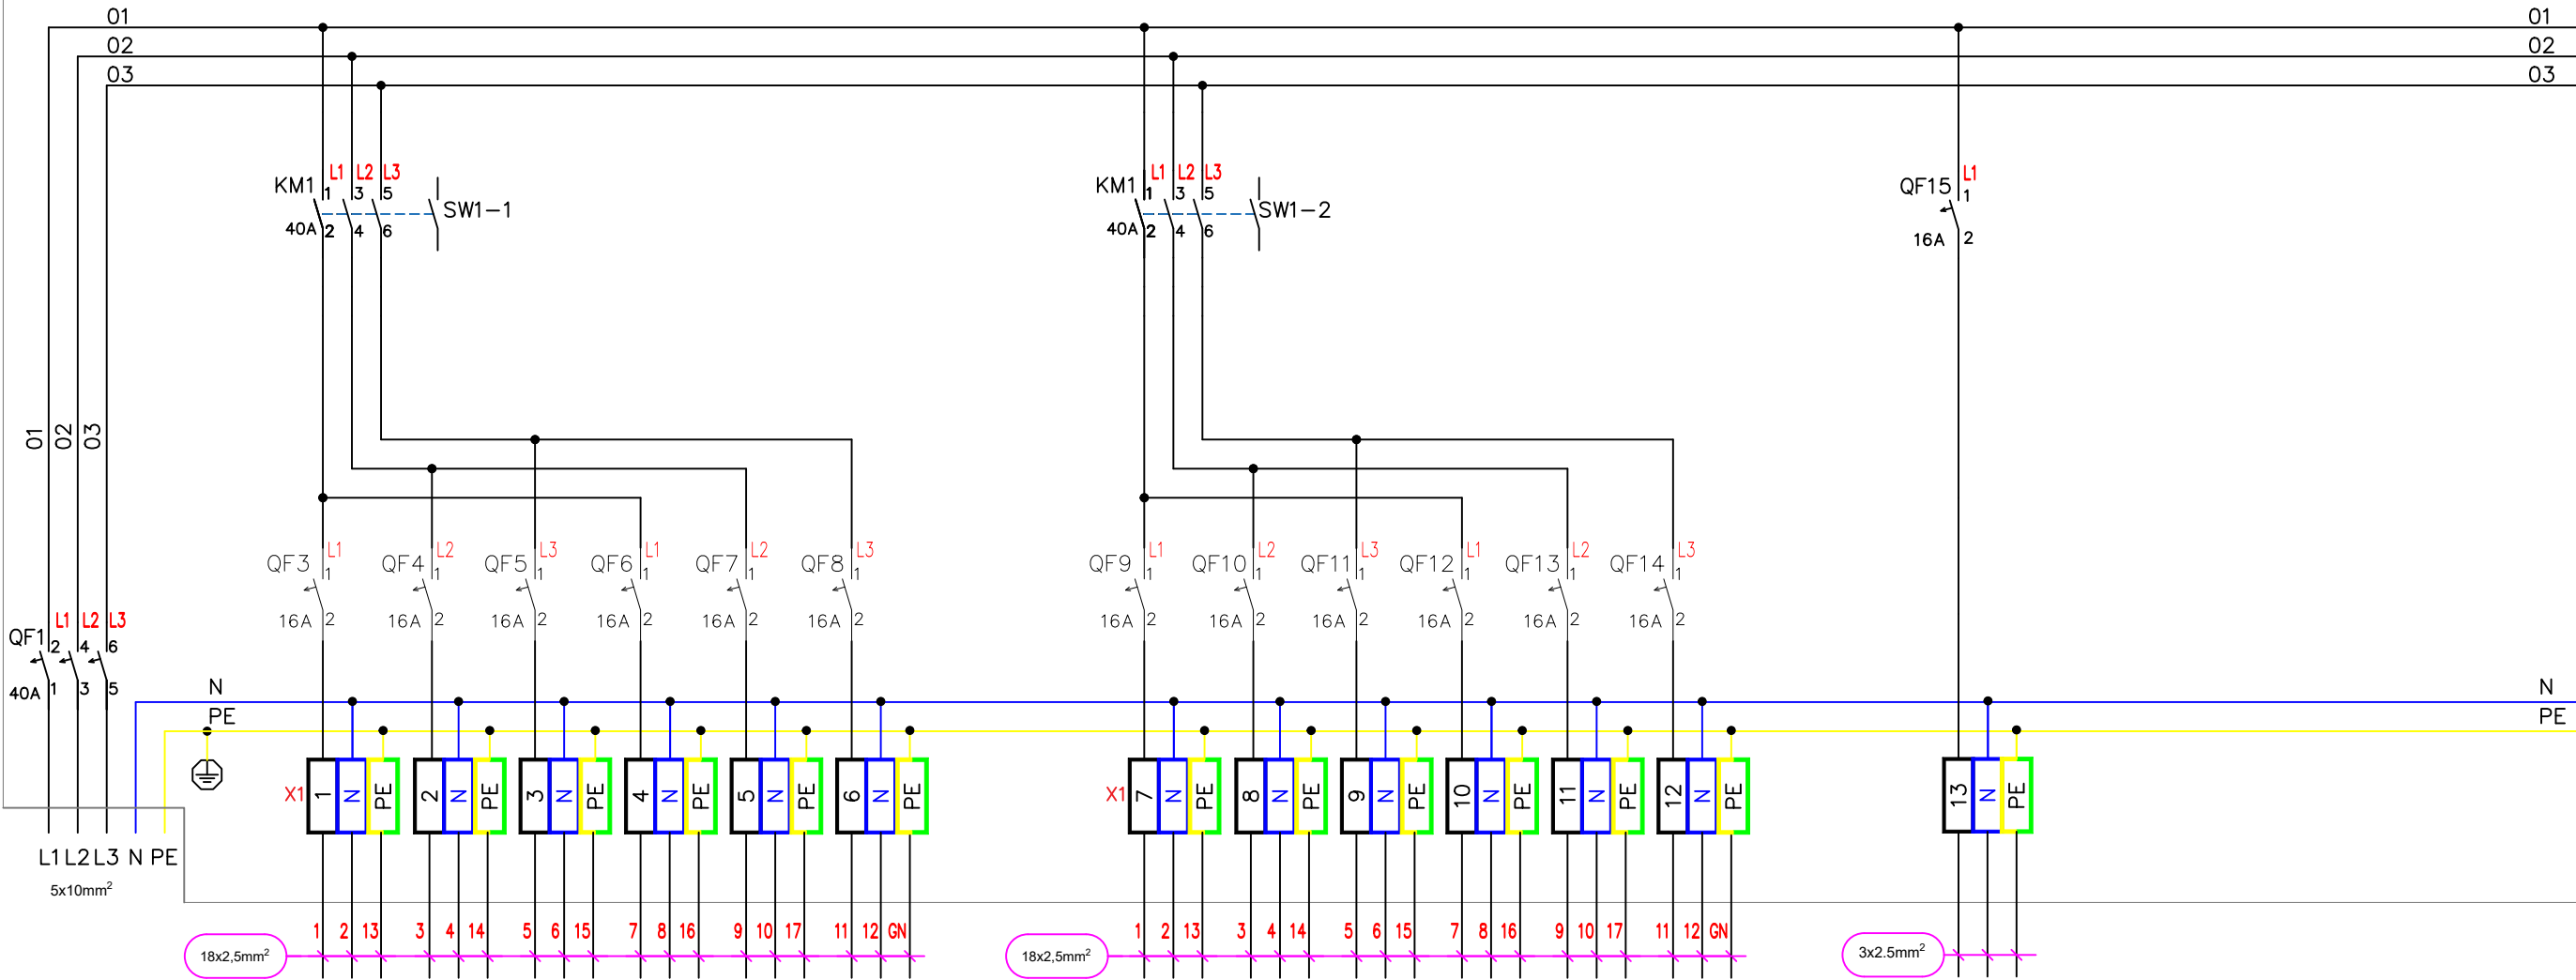 01 01
02 02
03 03
L1 L2 L3 L1 L2 L3 L1
KM1 1 3 5 KM1 1 3 5 QF15 1
SW1-1 SW1-2
40A 2 4 6 40A 2 4 6 16A 2
01 02 03
L1 L2 L3 L1 L2 L3 L1 L2 L3 L1 L2 L3
QF3 1 QF4 1 QF5 1 QF6 1 QF7 1 QF8 1 QF9 1 QF10 1 QF11 1 QF12 1 QF13 1 QF14 1
16A 2 16A 2 16A 2 16A 2 16A 2 16A 2 16A 2 16A 2 16A 2 16A 2 16A 2 16A 2
L1 L2 L3
QF1 2 4 6
40A 1 3 5
N N
PE PE
X1 1 N PE 2 N PE 3 N PE 4 N PE 5 N PE 6 N PE X1 7 N PE 8 N PE 9 N PE 10 N PE 11 N PE 12 N PE 13 N PE
L1 L2 L3 N PE
5x10mm²
1 2 13 3 4 14 5 6 15 7 8 16 9 10 17 11 12 GN 1 2 13 3 4 14 5 6 15 7 8 16 9 10 17 11 12 GN
18x2,5mm² 18x2,5mm² 3x2.5mm²